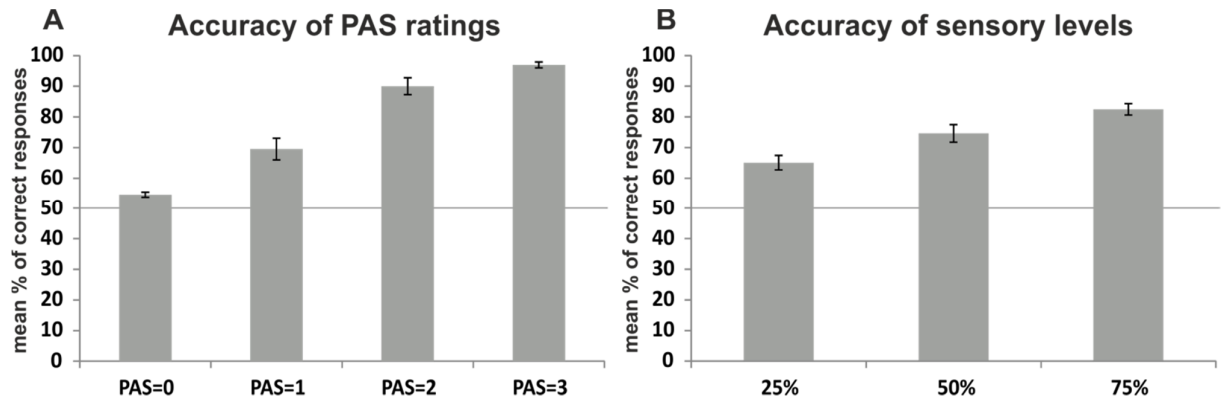 A
Accuracy of PAS ratings
mean % of correct responses
100
90
80
70
60
50
40
30
20
10
0
PAS=0 PAS=1 PAS=2 PAS=3
B
Accuracy of sensory levels
mean % of correct responses
100
90
80
70
60
50
40
30
20
10
0
25% 50% 75%